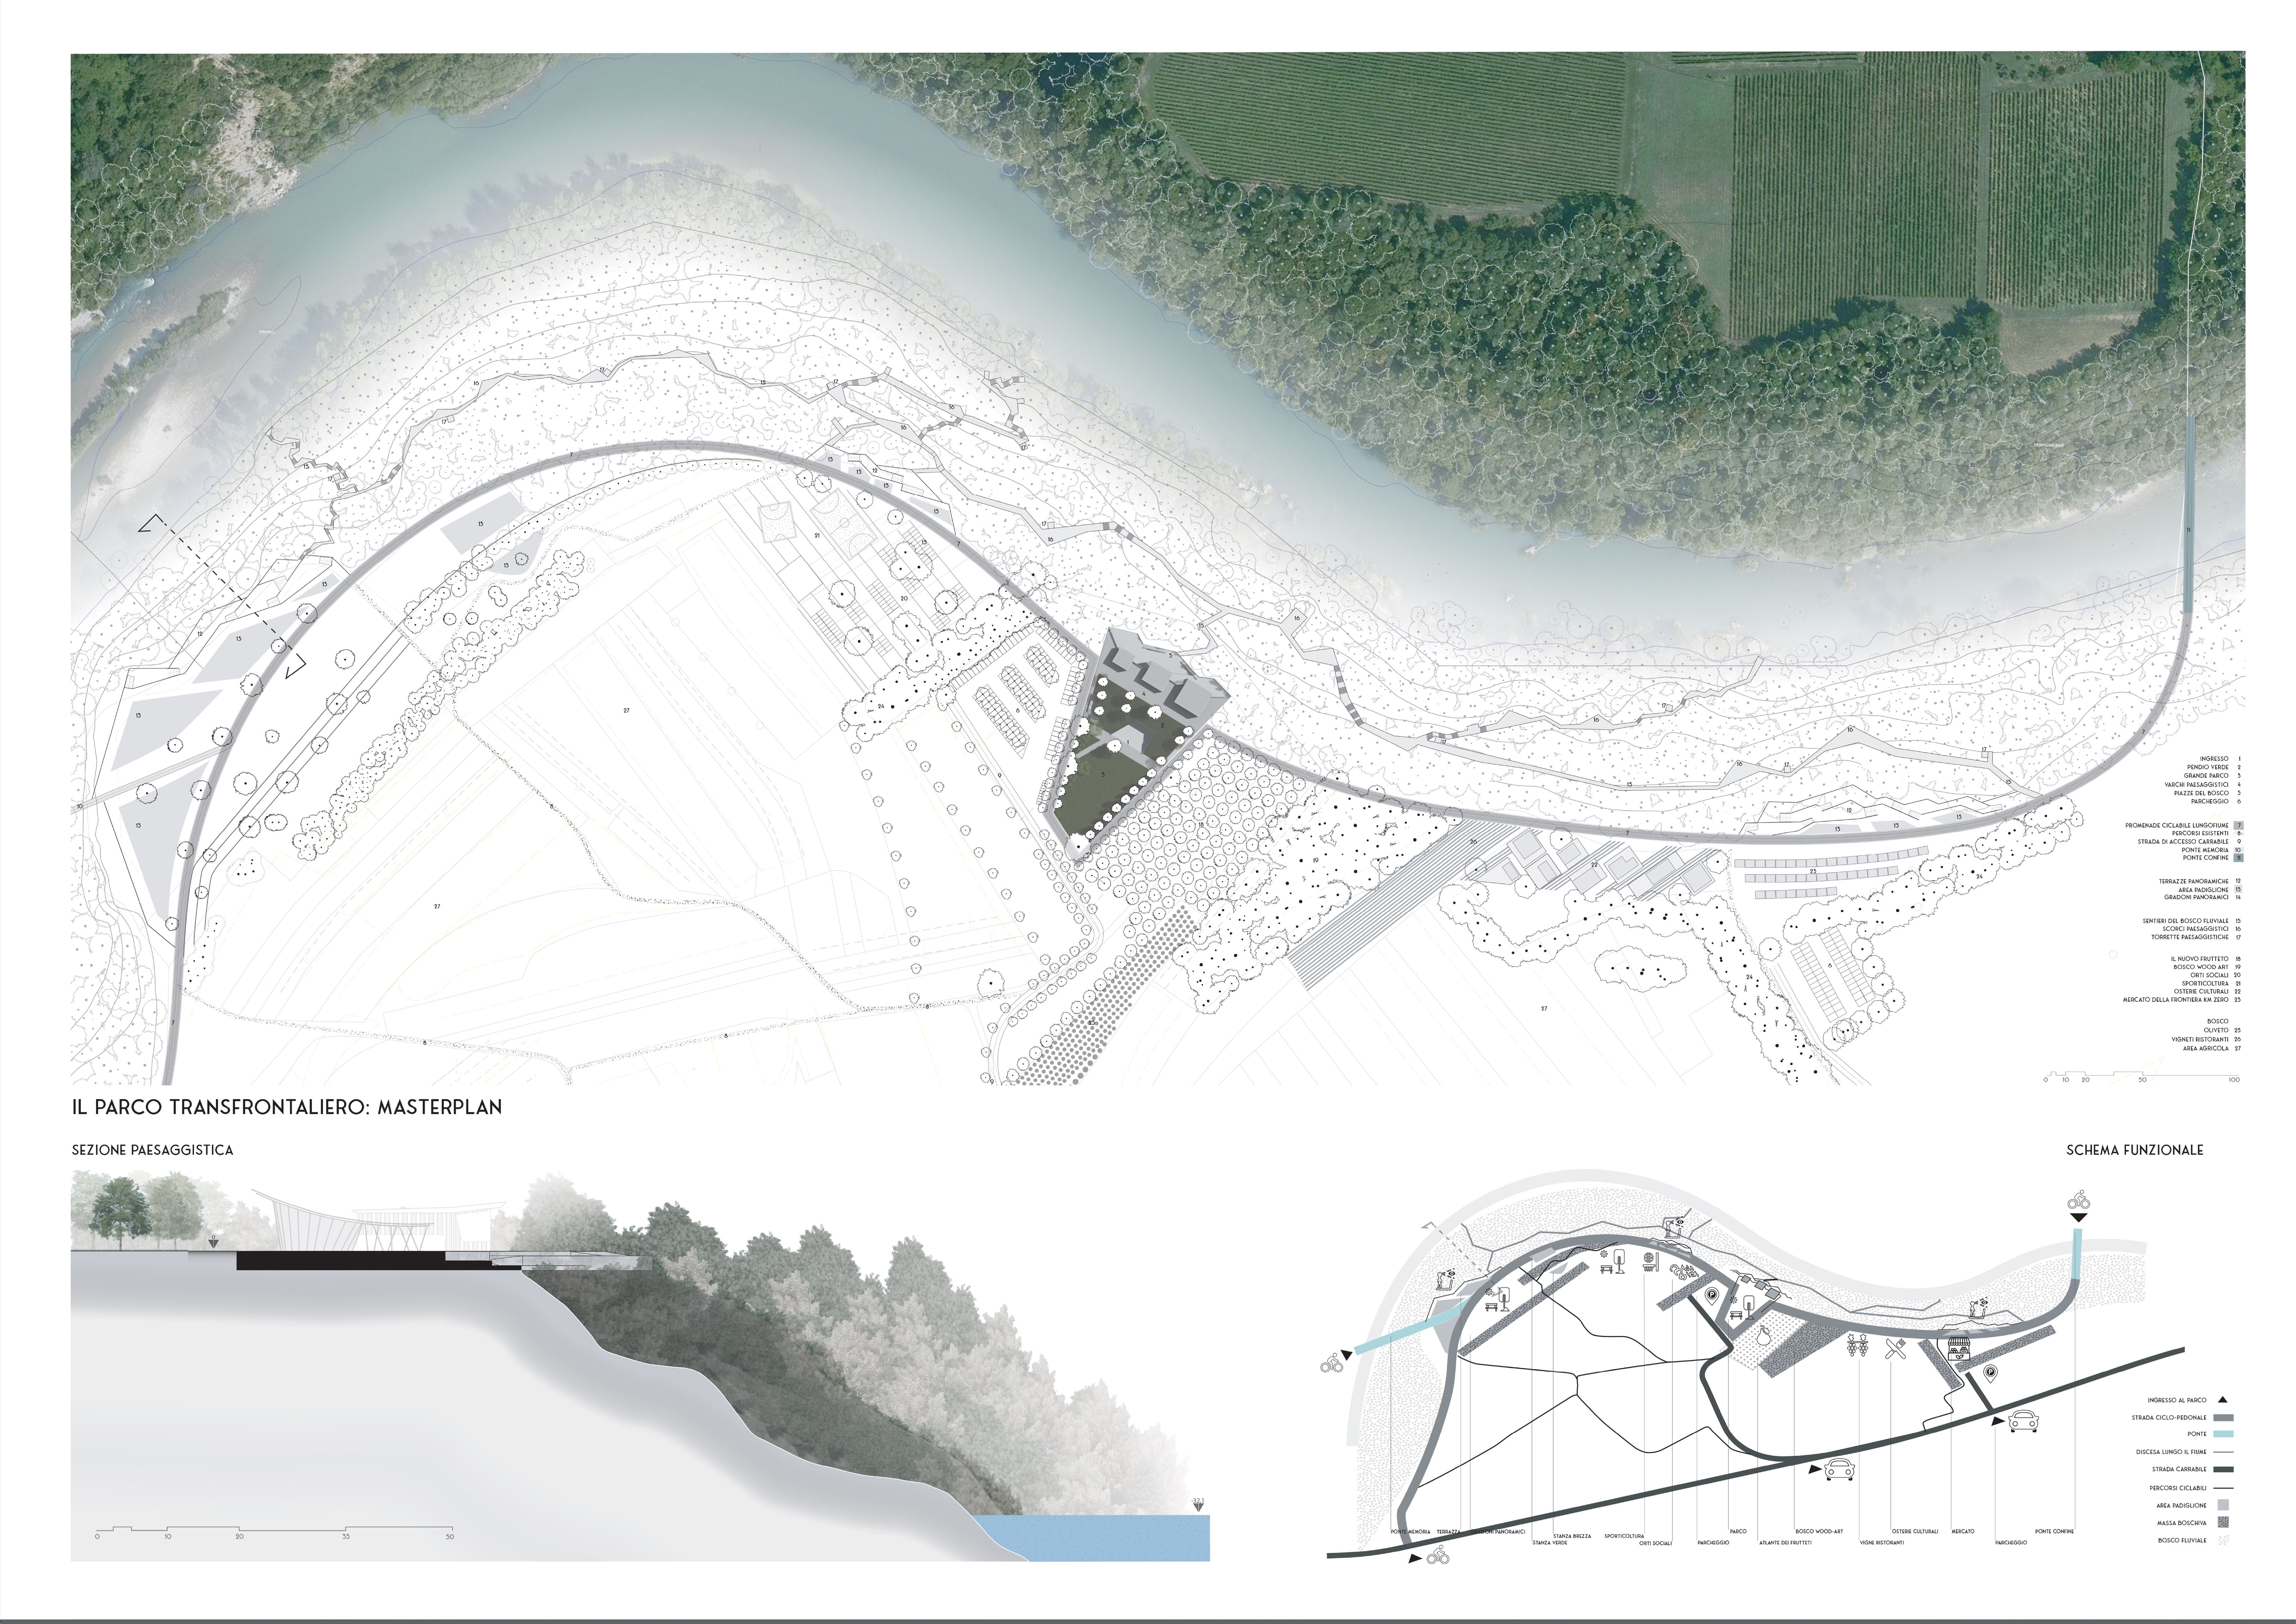 INGRESSO 1
PENDIO VERDE 2
GRANDE PARCO 3
VARCHI PAESAGGISTICI 4
PIAZZE DEL BOSCO 5
PARCHEGGIO 6
PROMENADE CICLABILE LUNGOFIUME 7
PERCORSI ESISTENTI 8
STRADA DI ACCESSO CARRABILE 9
PONTE MEMORIA 10
PONTE CONFINE 11
TERRAZZE PANORAMICHE 12
AREA PADIGLIONE 13
GRADONI PANORAMICI 14
SENTIERI DEL BOSCO FLUVIALE 15
SCORCI PAESAGGISTICI 16
TORRETTE PAESAGGISTICHE 17
IL NUOVO FRUTTETO 18
BOSCO WOOD ART 19
ORTI SOCIALI 20
SPORTICOLTURA 21
OSTERIE CULTURALI 22
MERCATO DELLA FRONTIERA KM ZERO 23
BOSCO
OLIVETO 25
VIGNETI RISTORANTI 26
AREA AGRICOLA 27
0 10 20 50 100
IL PARCO TRANSFRONTALIERO: MASTERPLAN
SEZIONE PAESAGGISTICA
0 10 20 35 50
SCHEMA FUNZIONALE
INGRESSO AL PARCO
STRADA CICLO-PEDONALE
PONTE
DISCESA LUNGO IL FIUME
STRADA CARRABILE
PERCORSI CICLABILI
AREA PADIGLIONE
MASSA BOSCHIVA
BOSCO FLUVIALE
PONTE MEMORIA TERRAZZA GRADONI PANORAMICI PARCO BOSCO WOOD-ART OSTERIE CULTURALI MERCATO PONTE CONFINE
STANZA BREZZA SPORTICOLTURA
STANZA VERDE ORTI SOCIALI PARCHEGGIO ATLANTE DEI FRUTTETI VIGNE RISTORANTI PARCHEGGIO